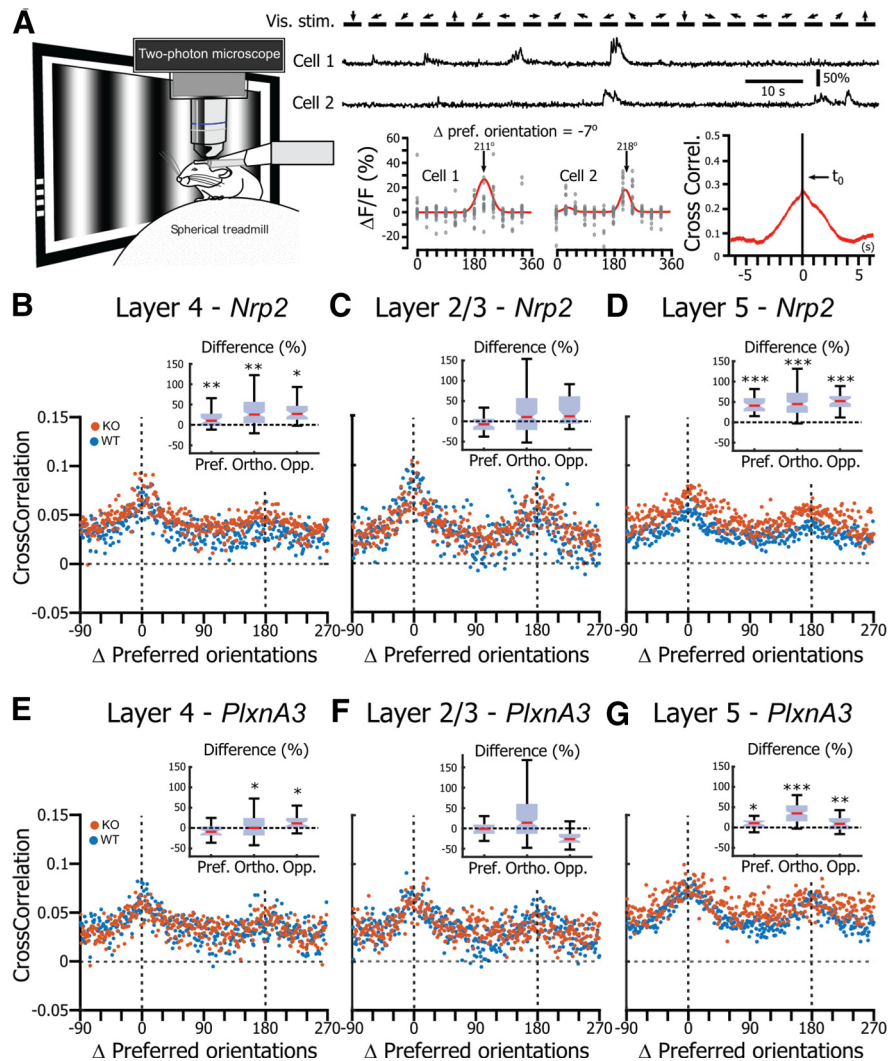 A
Vis. stim.
Two-photon microscope
Spherical treadmill
Cell 1
Cell 2
10 s
50%
Δ pref. orientation = -7°
ΔF/F (%)
60
40
20
0
-20
Cell 1
211°
0 180 360
Cell 2
218°
0 180 360
Cross Correl.
0.5
0.4
0.3
0.2
0.1
0
t₀
(s)
-5 0 5
B Layer 4 - Nrp2
Difference (%)
150
100
50
0
-50
** ** *
Pref. Ortho. Opp.
KO
WT
CrossCorrelation
0.15
0.1
0.05
0
-0.05
-90 0 90 180 270
Δ Preferred orientations
C Layer 2/3 - Nrp2
Difference (%)
150
100
50
0
-50
Pref. Ortho. Opp.
-90 0 90 180 270
Δ Preferred orientations
D Layer 5 - Nrp2
Difference (%)
150
100
50
0
-50
*** *** ***
Pref. Ortho. Opp.
-90 0 90 180 270
Δ Preferred orientations
E Layer 4 - PlxnA3
Difference (%)
150
100
50
0
-50
* *
Pref. Ortho. Opp.
KO
WT
CrossCorrelation
0.15
0.1
0.05
0
-0.05
-90 0 90 180 270
Δ Preferred orientations
F Layer 2/3 - PlxnA3
Difference (%)
150
100
50
0
-50
Pref. Ortho. Opp.
-90 0 90 180 270
Δ Preferred orientations
G Layer 5 - PlxnA3
Difference (%)
150
100
50
0
-50
* *** **
Pref. Ortho. Opp.
-90 0 90 180 270
Δ Preferred orientations